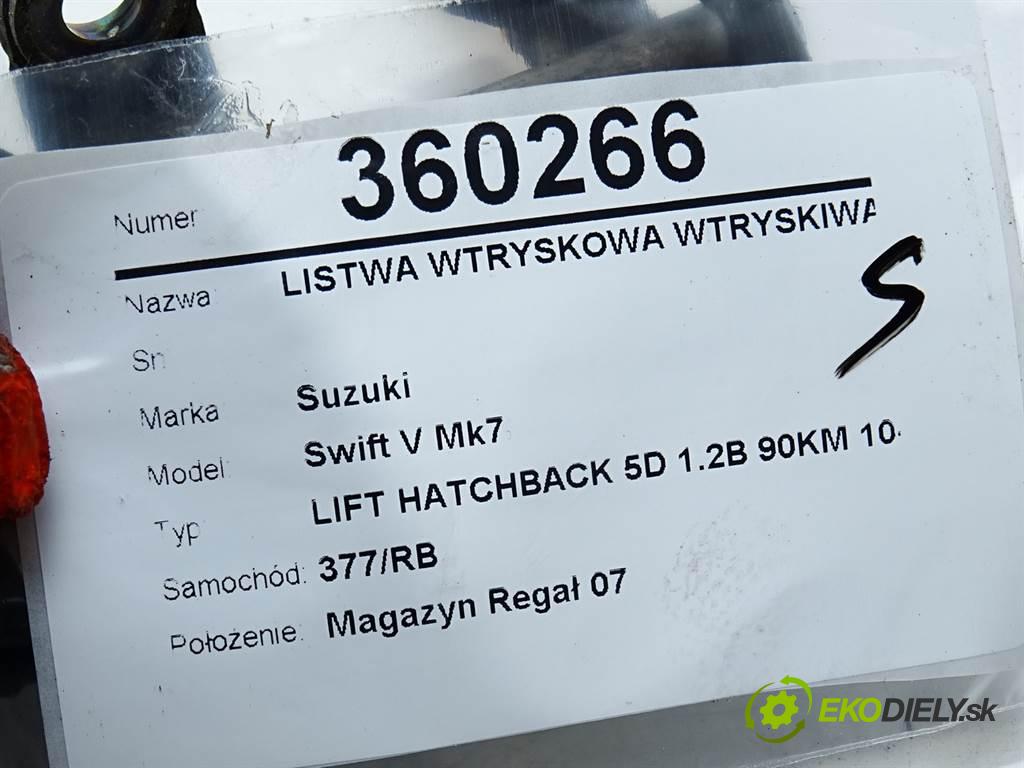 Numer 360266
Nazwa LISTWA WTRYSKOWA WTRYSKIWA
Sn
Marka Suzuki
Model Swift V Mk7
Typ LIFT HATCHBACK 5D 1.2B 90KM 10
Samochód: 377/RB
Położenie: Magazyn Regał 07
S
EKODIELY.sk